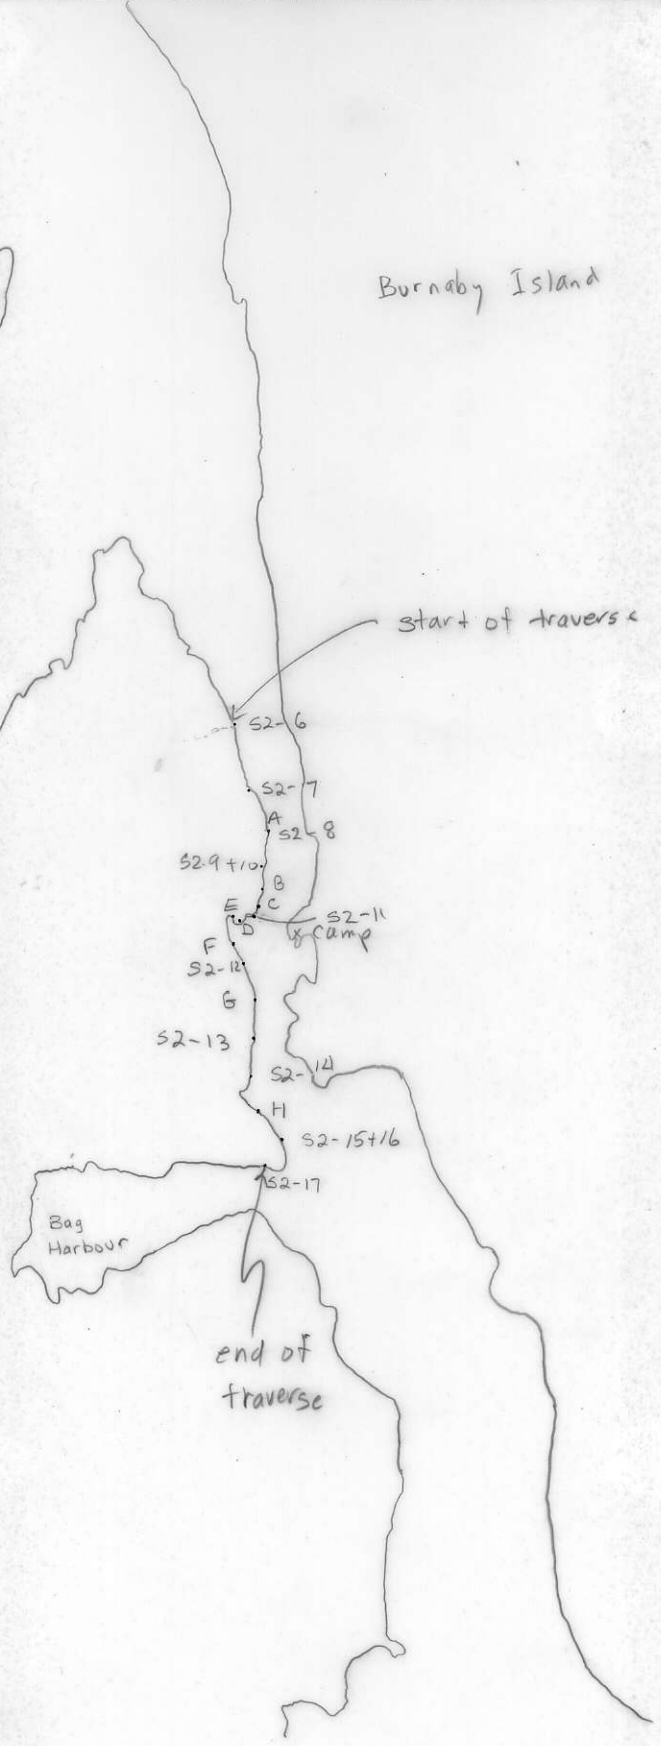 Burnaby Island
start of traverse
S2-6
S2-7
A
S2-8
S2-9+10
B
C
E
D
S2-11
x camp
F
S2-12
G
S2-13
S2-14
H
S2-15+16
S2-17
Bag
Harbour
end of
traverse